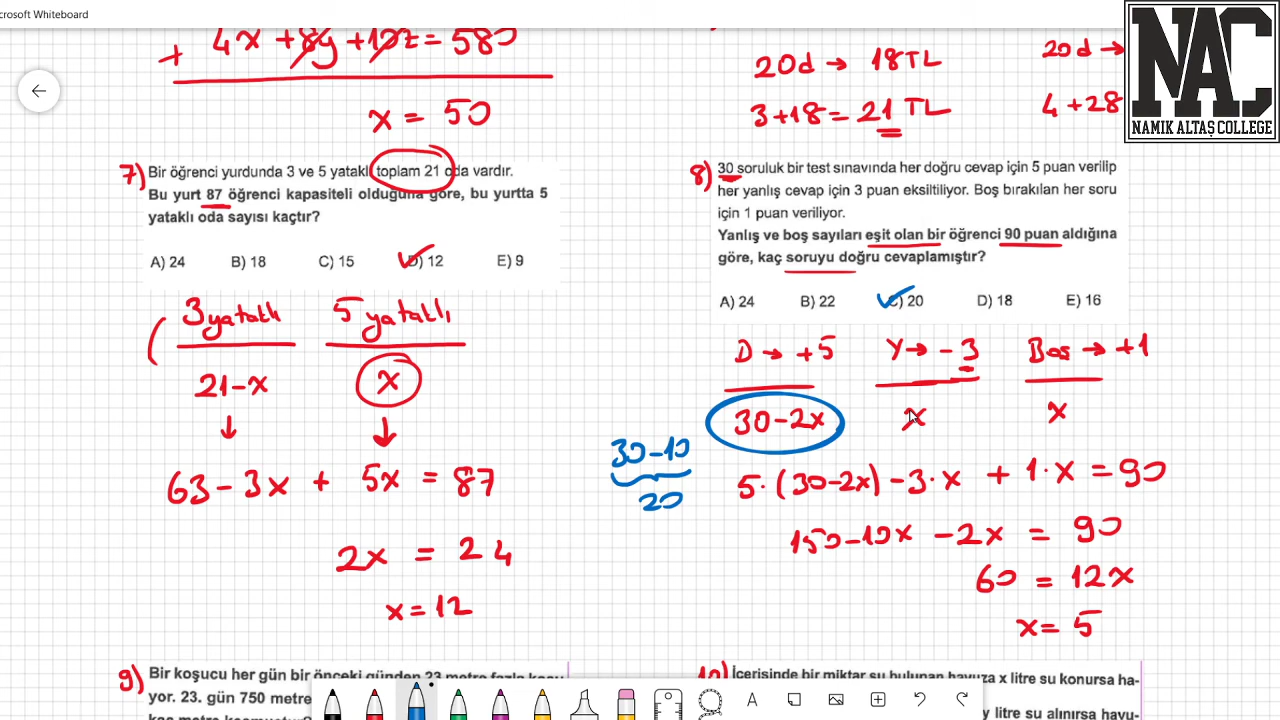 crosoft Whiteboard
4x + 8y + 12z = 580
+
x = 50
20d → 18TL
3+18= 21 TL
20d →
4 +28
NAC
NAMIK ALTAŞ COLLEGE
7) Bir öğrenci yurdunda 3 ve 5 yataklı toplam 21 oda vardır.
Bu yurt 87 öğrenci kapasiteli olduğuna göre, bu yurtta 5
yataklı oda sayısı kaçtır?
A) 24 B) 18 C) 15 D) 12 E) 9
3 yataklı 5 yataklı
21-x x
63-3x + 5x = 87
2x = 24
x=12
8) 30 soruluk bir test sınavında her doğru cevap için 5 puan verilip
her yanlış cevap için 3 puan eksiltiliyor. Boş bırakılan her soru
için 1 puan veriliyor.
Yanlış ve boş sayıları eşit olan bir öğrenci 90 puan aldığına
göre, kaç soruyu doğru cevaplamıştır?
A) 24 B) 22 C) 20 D) 18 E) 16
D → +5 Y → -3 Boş → +1
30-2x x x
30-10
20
5·(30-2x)-3·x + 1·x = 90
150-10x -2x = 90
60 = 12x
x= 5
9) Bir koşucu her gün bir önceki günden 23 metre fazla
yor. 23. gün 750 metre
10) İçerisinde bir miktar su bulunan havuza x litre su konursa ha-
y litre su alınırsa havu-